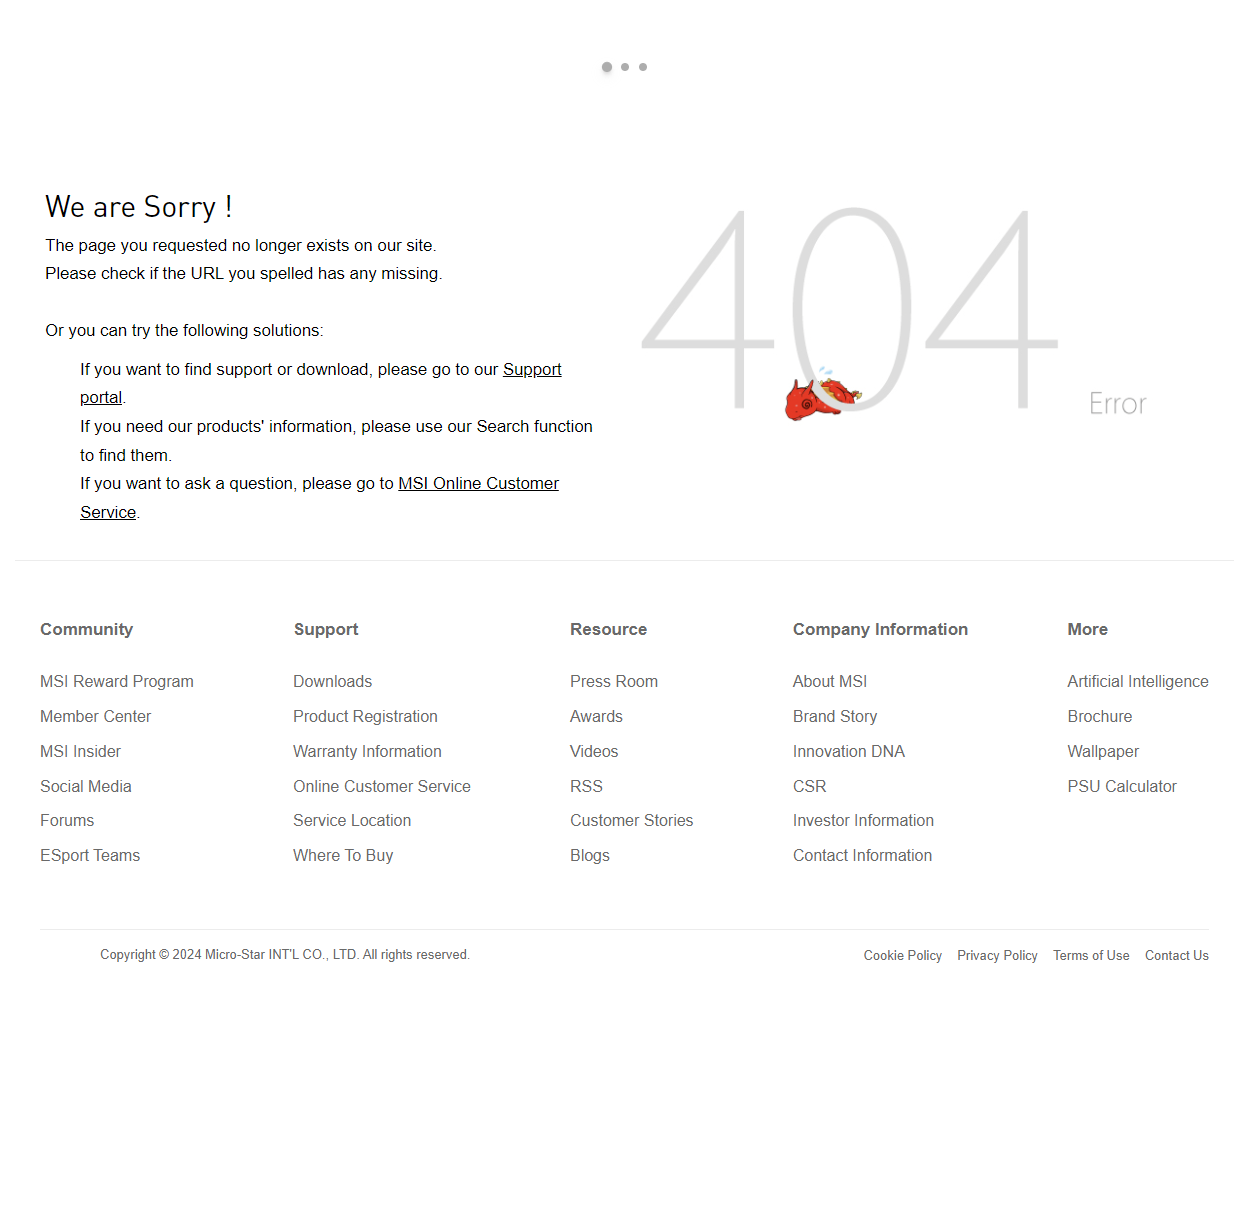 We are Sorry !
The page you requested no longer exists on our site.
Please check if the URL you spelled has any missing.
Or you can try the following solutions:
If you want to find support or download, please go to our Support
portal.
If you need our products' information, please use our Search function
to find them.
If you want to ask a question, please go to MSI Online Customer
Service.
404
Error
Community
MSI Reward Program
Member Center
MSI Insider
Social Media
Forums
ESport Teams
Support
Downloads
Product Registration
Warranty Information
Online Customer Service
Service Location
Where To Buy
Resource
Press Room
Awards
Videos
RSS
Customer Stories
Blogs
Company Information
About MSI
Brand Story
Innovation DNA
CSR
Investor Information
Contact Information
More
Artificial Intelligence
Brochure
Wallpaper
PSU Calculator
Copyright © 2024 Micro-Star INT'L CO., LTD. All rights reserved.
Cookie Policy Privacy Policy Terms of Use Contact Us